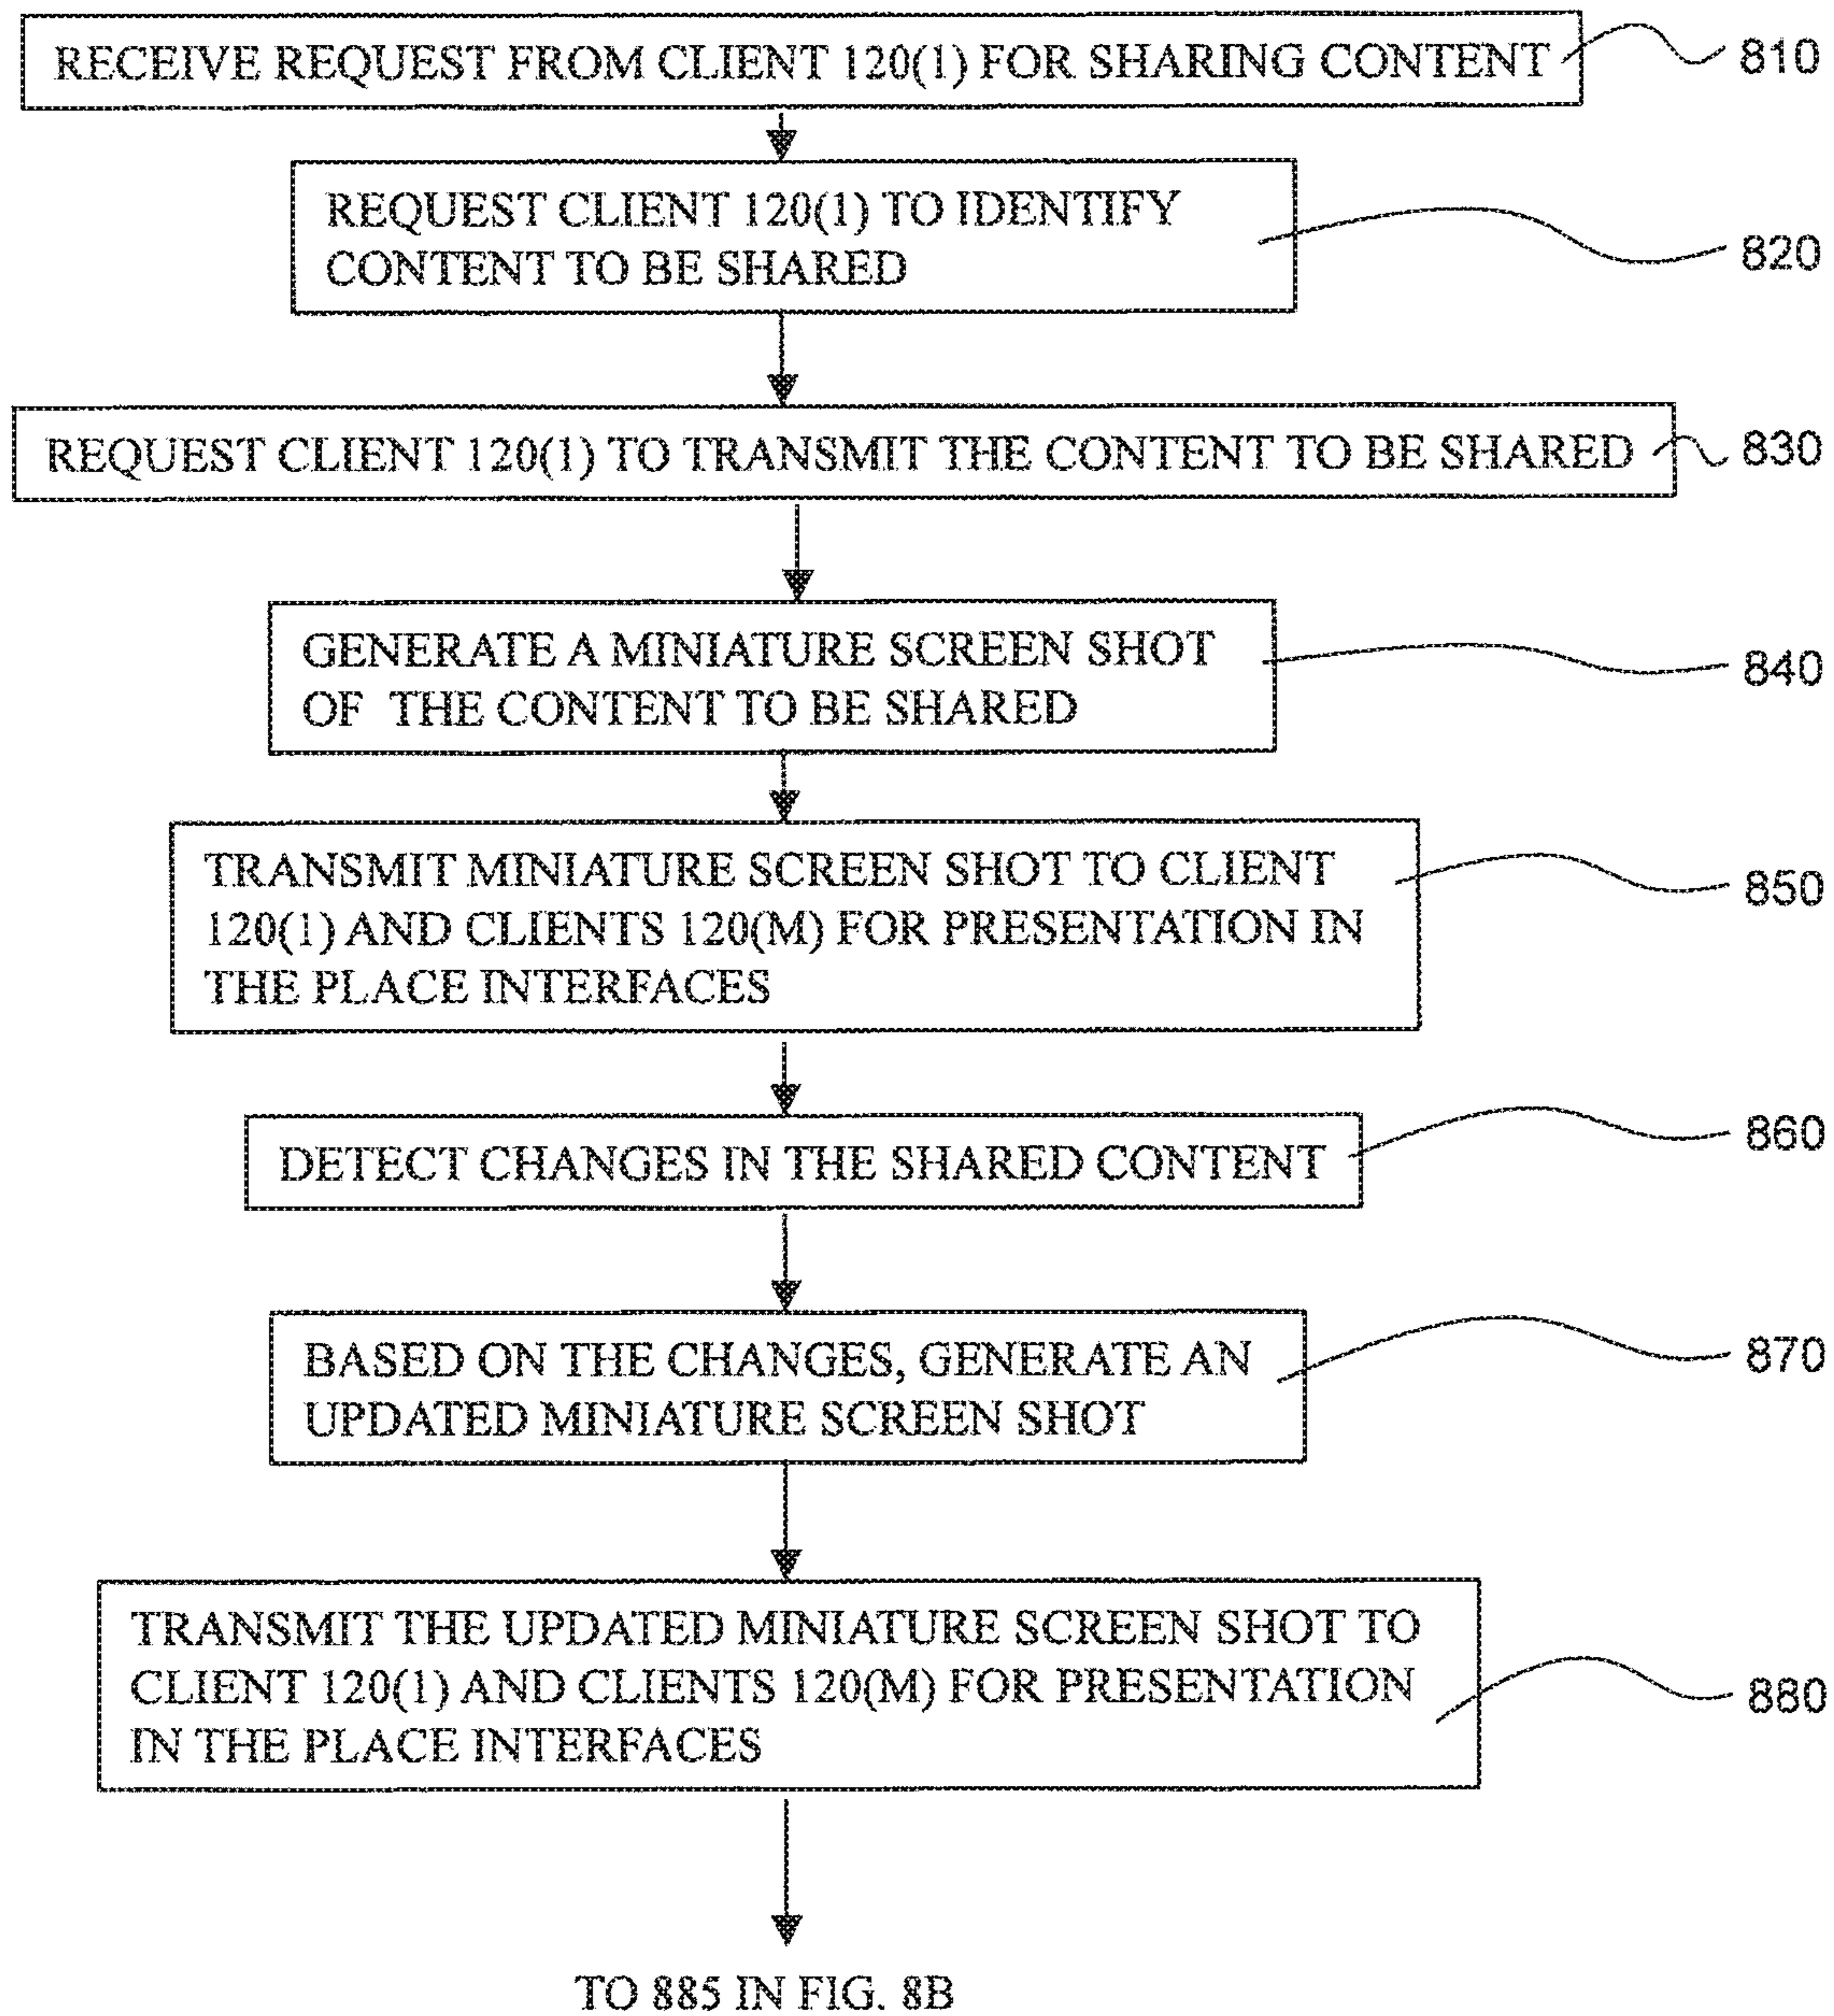 RECEIVE REQUEST FROM CLIENT 120(1) FOR SHARING CONTENT
810
REQUEST CLIENT 120(1) TO IDENTIFY
CONTENT TO BE SHARED
820
REQUEST CLIENT 120(1) TO TRANSMIT THE CONTENT TO BE SHARED
830
GENERATE A MINIATURE SCREEN SHOT
OF THE CONTENT TO BE SHARED
840
TRANSMIT MINIATURE SCREEN SHOT TO CLIENT
120(1) AND CLIENTS 120(M) FOR PRESENTATION IN
THE PLACE INTERFACES
850
DETECT CHANGES IN THE SHARED CONTENT
860
BASED ON THE CHANGES, GENERATE AN
UPDATED MINIATURE SCREEN SHOT
870
TRANSMIT THE UPDATED MINIATURE SCREEN SHOT TO
CLIENT 120(1) AND CLIENTS 120(M) FOR PRESENTATION
IN THE PLACE INTERFACES
880
TO 885 IN FIG. 8B